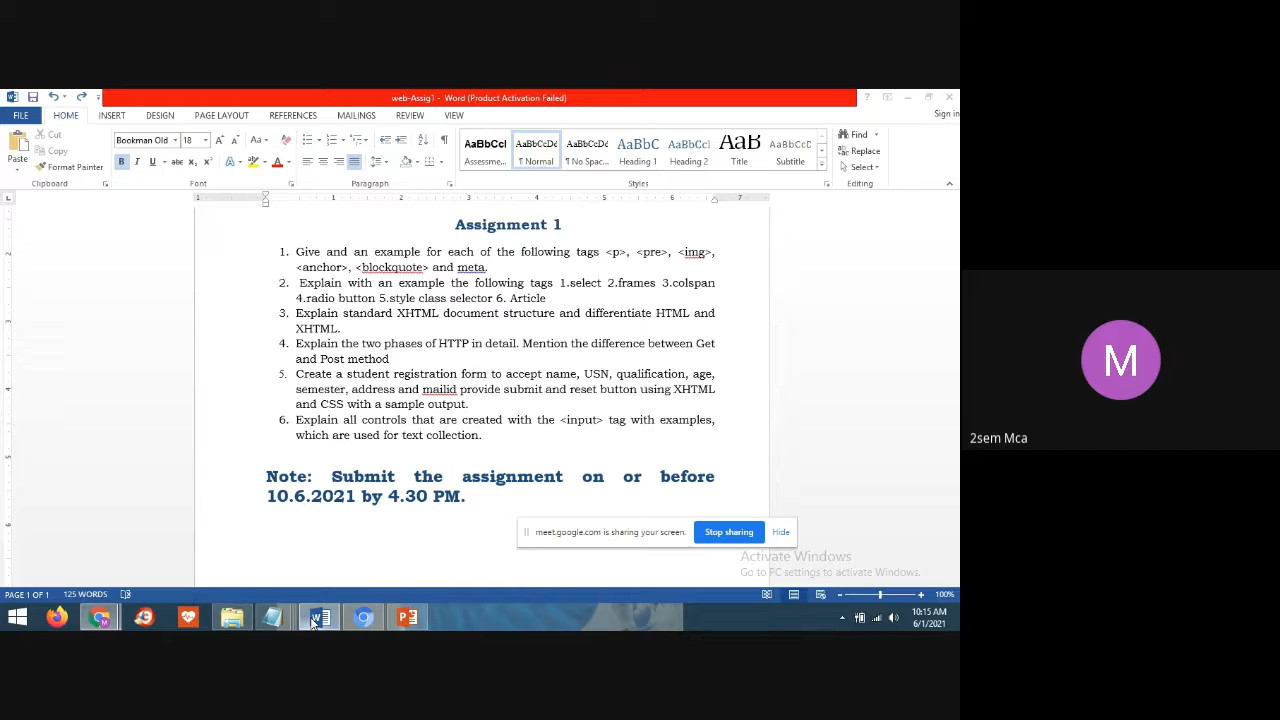 web-Assig1 - Word (Product Activation Failed)
FILE HOME INSERT DESIGN PAGE LAYOUT REFERENCES MAILINGS REVIEW VIEW Sign in
Paste
Cut
Copy
Format Painter
Bookman Old 18
AaBbCcI AaBbCcDd AaBbCcDd AaBbC AaBbCcI AaB AaBbCcDd
Assessme... ¶ Normal ¶ No Spac... Heading 1 Heading 2 Title Subtitle
Find
Replace
Select
Clipboard Font Paragraph Styles Editing
1 1 2 3 4 5 6 7
Assignment 1
1. Give and an example for each of the following tags <p>, <pre>, <img>,
<anchor>, <blockquote> and meta.
2. Explain with an example the following tags 1.select 2.frames 3.colspan
4.radio button 5.style class selector 6. Article
3. Explain standard XHTML document structure and differentiate HTML and
XHTML.
4. Explain the two phases of HTTP in detail. Mention the difference between Get
and Post method
5. Create a student registration form to accept name, USN, qualification, age,
semester, address and mailid provide submit and reset button using XHTML
and CSS with a sample output.
6. Explain all controls that are created with the <input> tag with examples,
which are used for text collection.
Note: Submit the assignment on or before
10.6.2021 by 4.30 PM.
meet.google.com is sharing your screen. Stop sharing Hide
Activate Windows
Go to PC settings to activate Windows.
PAGE 1 OF 1 125 WORDS 100%
10:15 AM
6/1/2021
M
2sem Mca